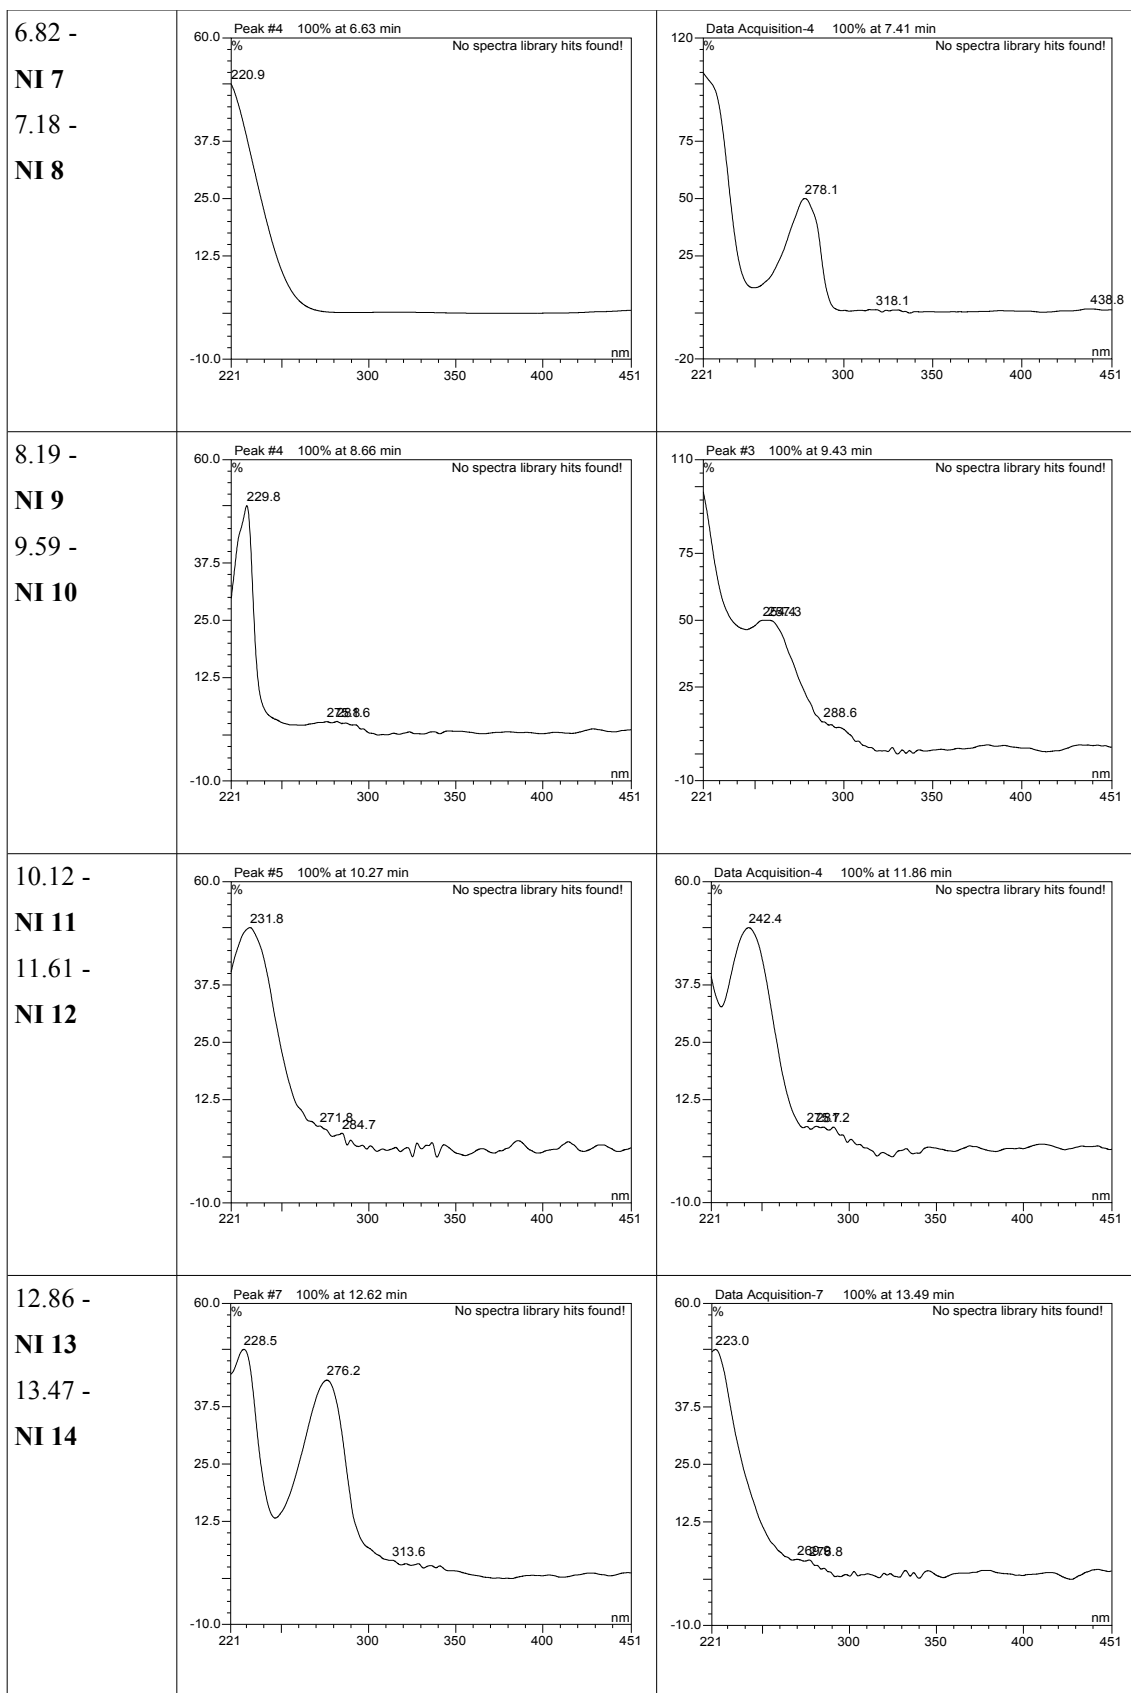 6.82 -
NI 7
7.18 -
NI 8
Peak #4 100% at 6.63 min
60.0
%
No spectra library hits found!
220.9
37.5
25.0
12.5
-10.0
nm
221 300 350 400 451
Data Acquisition-4 100% at 7.41 min
120
%
No spectra library hits found!
75
278.1
50
25
318.1 438.8
-20
nm
221 300 350 400 451
8.19 -
NI 9
9.59 -
NI 10
Peak #4 100% at 8.66 min
60.0
%
No spectra library hits found!
229.8
37.5
25.0
12.5
-10.0
nm
221 300 350 400 451
Peak #3 100% at 9.43 min
110
%
No spectra library hits found!
75
50
25
288.6
-10
nm
221 300 350 400 451
10.12 -
NI 11
11.61 -
NI 12
Peak #5 100% at 10.27 min
60.0
%
No spectra library hits found!
231.8
37.5
25.0
12.5
271.8
284.7
-10.0
nm
221 300 350 400 451
Data Acquisition-4 100% at 11.86 min
60.0
%
No spectra library hits found!
242.4
37.5
25.0
12.5
-10.0
nm
221 300 350 400 451
12.86 -
NI 13
13.47 -
NI 14
Peak #7 100% at 12.62 min
60.0
%
No spectra library hits found!
228.5
276.2
37.5
25.0
12.5
313.6
-10.0
nm
221 300 350 400 451
Data Acquisition-7 100% at 13.49 min
60.0
%
No spectra library hits found!
223.0
37.5
25.0
12.5
-10.0
nm
221 300 350 400 451